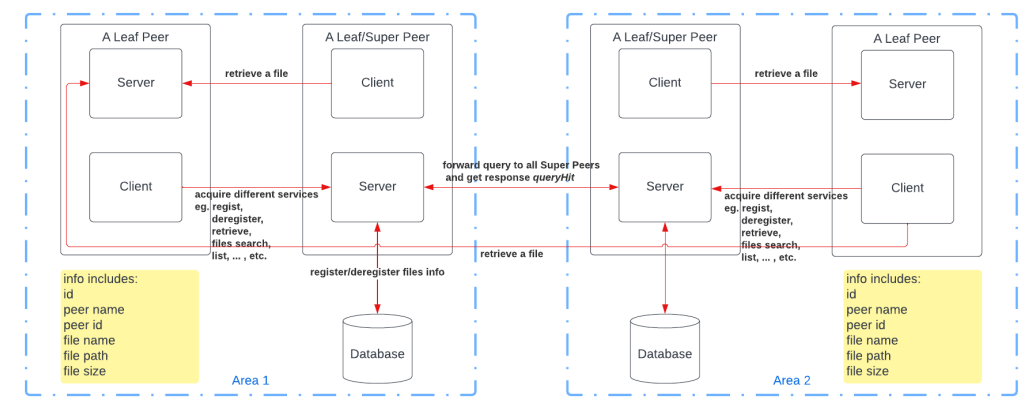 A Leaf Peer
A Leaf/Super Peer
A Leaf/Super Peer
A Leaf Peer
Server
retrieve a file
Client
Client
retrieve a file
Server
forward query to all Super Peers
and get response queryHit
Client
acquire different services
eg. regist,
deregister,
retrieve,
files search,
list, ... , etc.
Server
Server
acquire different services
eg. regist,
deregister,
retrieve,
files search,
list, ... , etc.
Client
retrieve a file
register/deregister files info
info includes:
id
peer name
peer id
file name
file path
file size
Database
Area 1
Database
info includes:
id
peer name
peer id
file name
file path
file size
Area 2